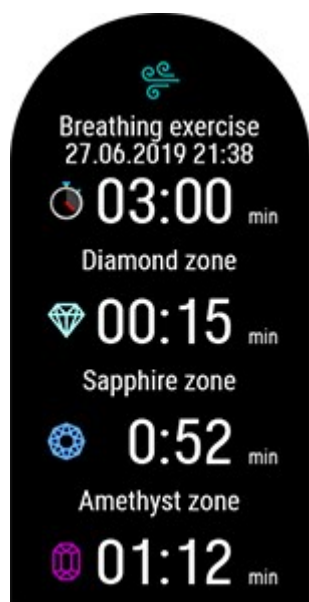 Breathing exercise
27.06.2019 21:38
03:00 min
Diamond zone
00:15 min
Sapphire zone
0:52 min
Amethyst zone
01:12 min